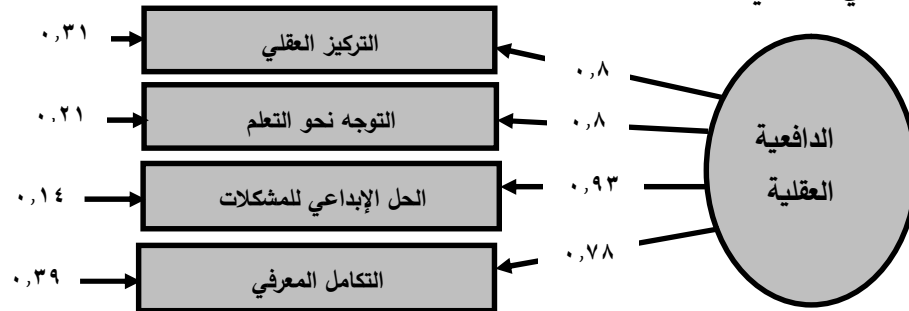 ٠,٣١
التركيز العقلي
٠,٨
٠,٢١
التوجه نحو التعلم
٠,٨
الدافعية
العقلية
٠,١٤
الحل الإبداعي للمشكلات
٠,٩٣
٠,٣٩
التكامل المعرفي
٠,٧٨